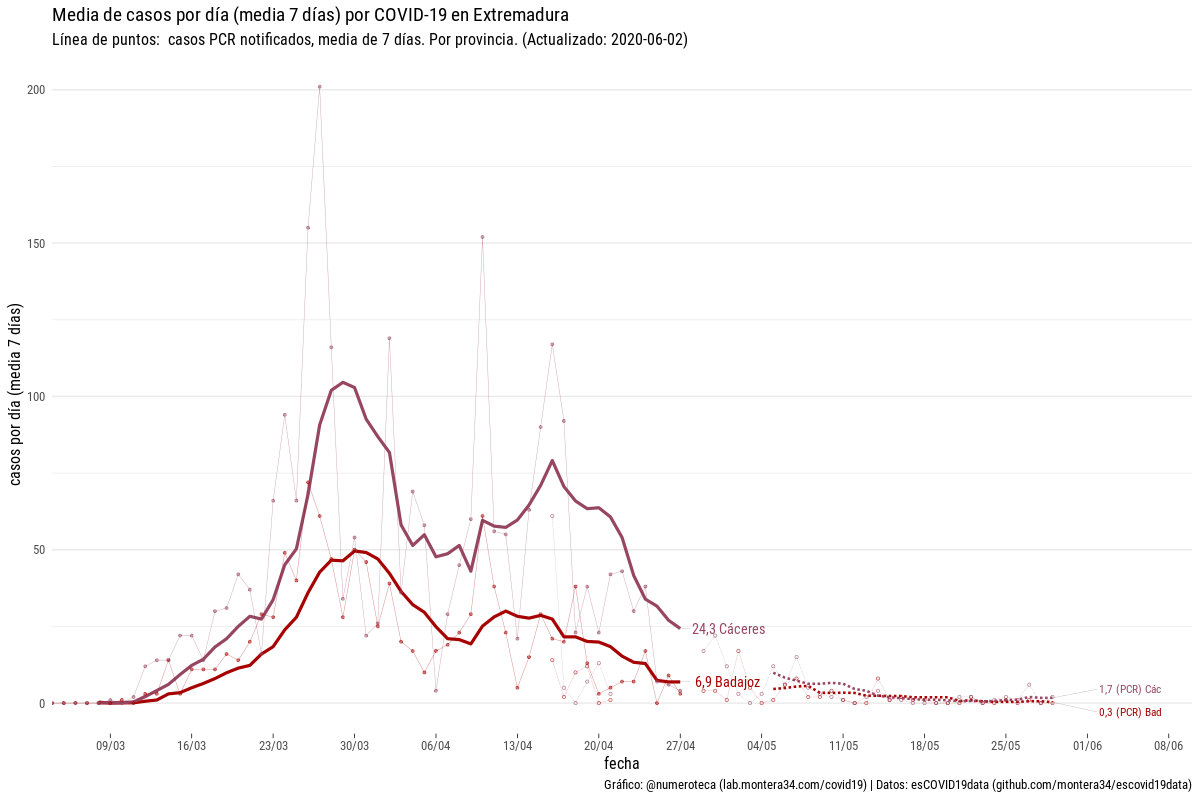 Media de casos por día (media 7 días) por COVID-19 en Extremadura
Línea de puntos:  casos PCR notificados, media de 7 días. Por provincia. (Actualizado: 2020-06-02)
casos por día (media 7 días)
200
150
100
50
0
24,3 Cáceres
6,9 Badajoz
1,7 (PCR) Các
0,3 (PCR) Bad
09/03 16/03 23/03 30/03 06/04 13/04 20/04 27/04 04/05 11/05 18/05 25/05 01/06 08/06
fecha
Gráfico: @numeroteca (lab.montera34.com/covid19) | Datos: esCOVID19data (github.com/montera34/escovid19data)